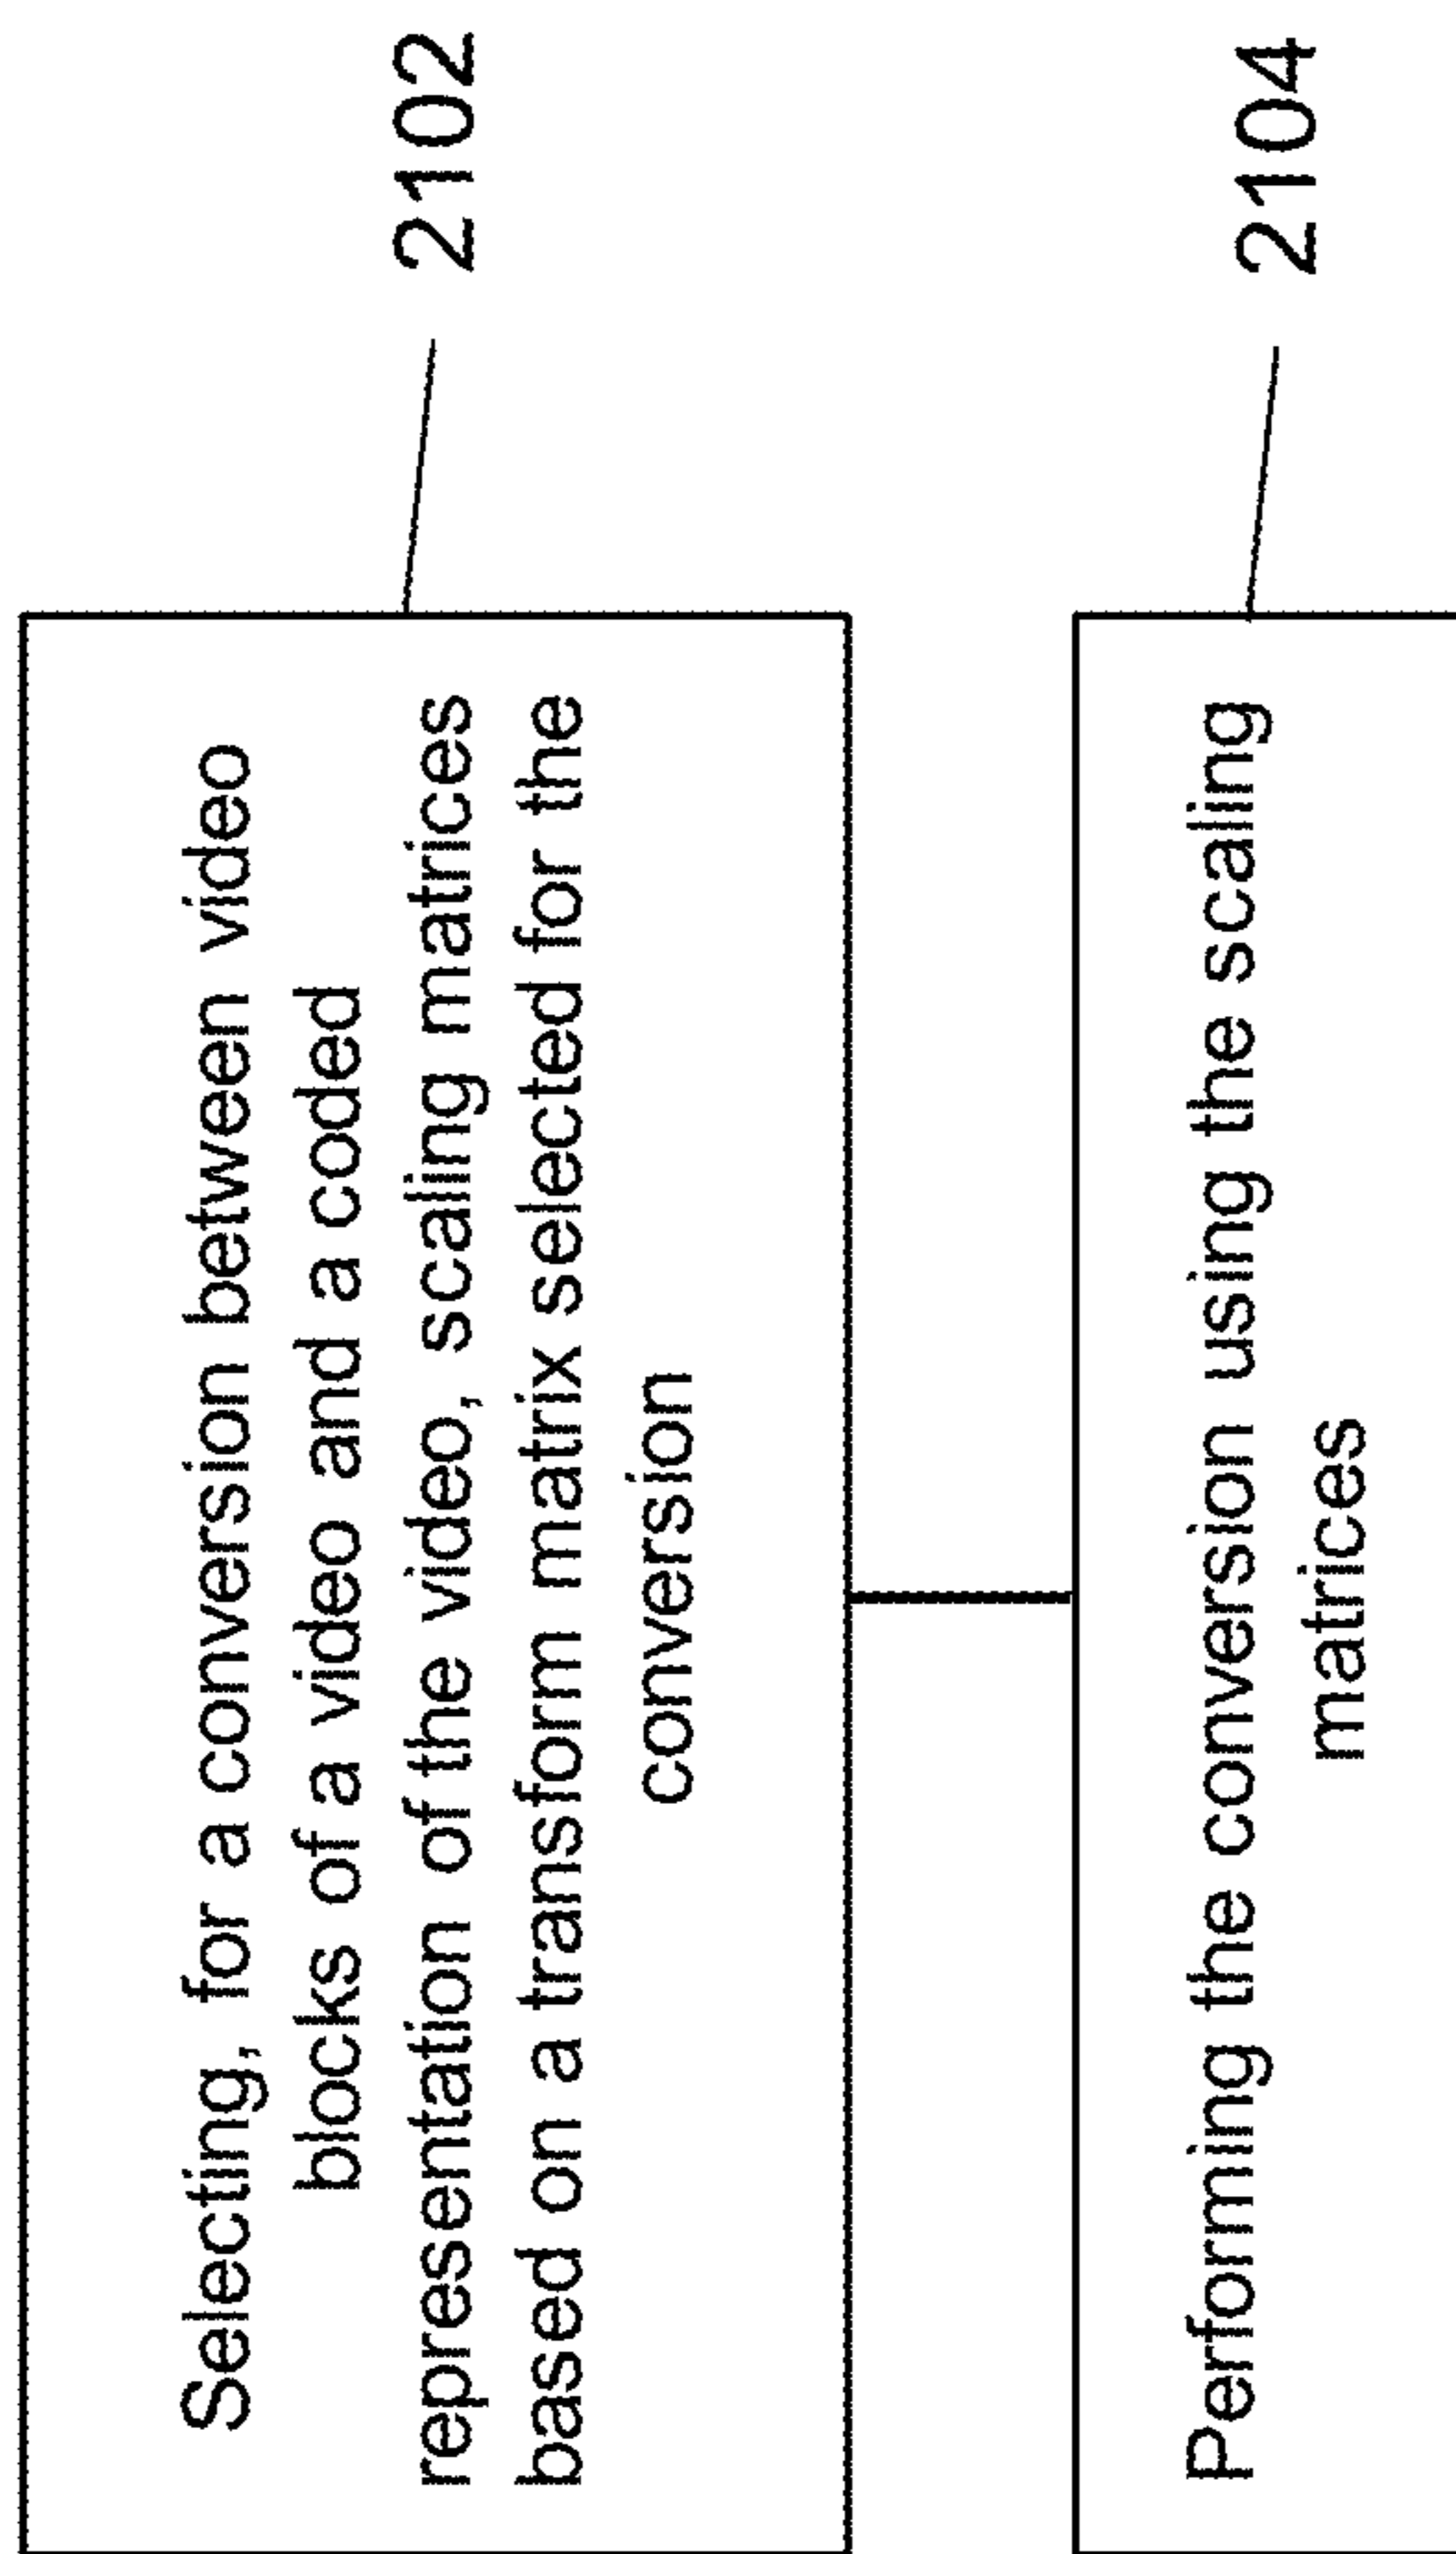 Selecting, for a conversion between video
blocks of a video and a coded
representation of the video, scaling matrices
based on a transform matrix selected for the
conversion
2102
Performing the conversion using the scaling
matrices
2104